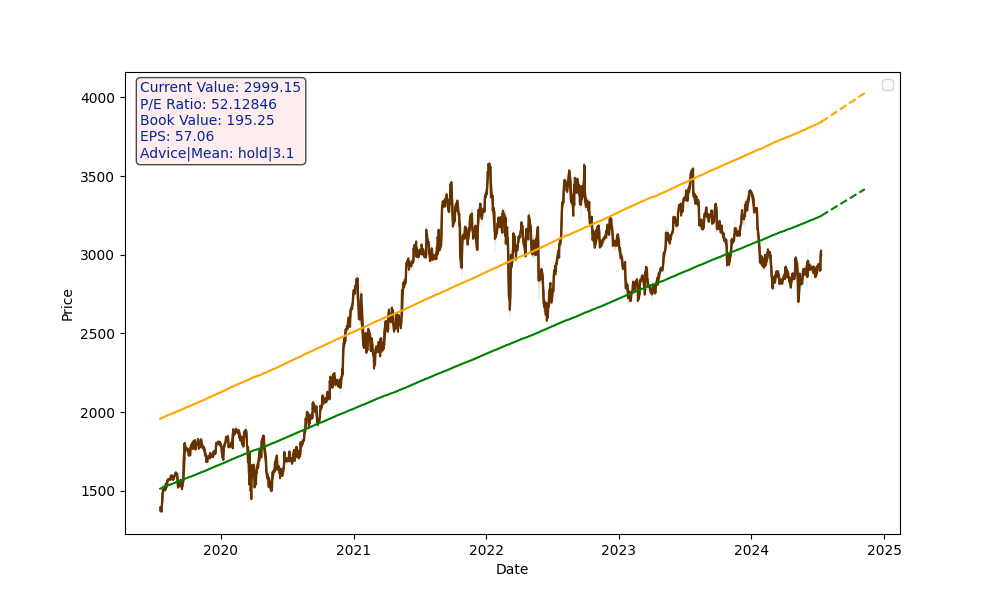 Current Value: 2999.15
P/E Ratio: 52.12846
Book Value: 195.25
EPS: 57.06
Advice|Mean: hold|3.1
4000
3500
3000
2500
2000
1500
Price
2020
2021
2022
2023
2024
2025
Date